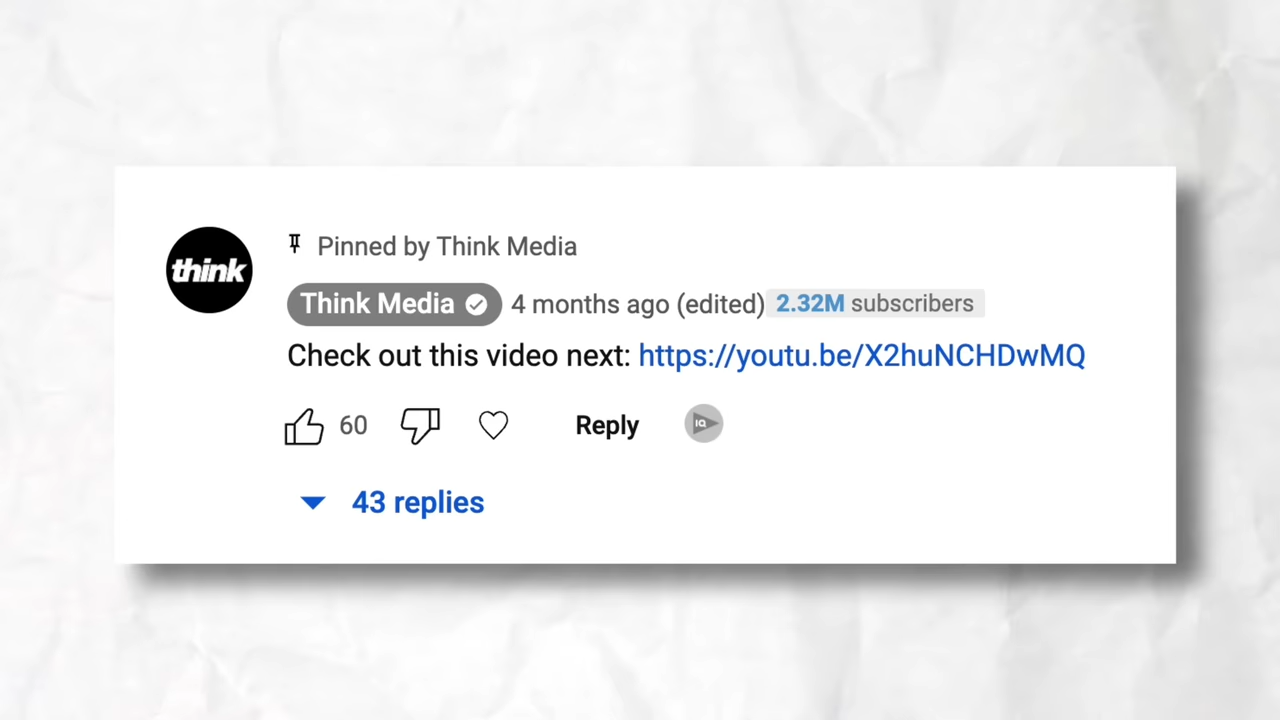 think
Pinned by Think Media
Think Media 4 months ago (edited) 2.32M subscribers
Check out this video next: https://youtu.be/X2huNCHDwMQ
60 Reply IQ
43 replies